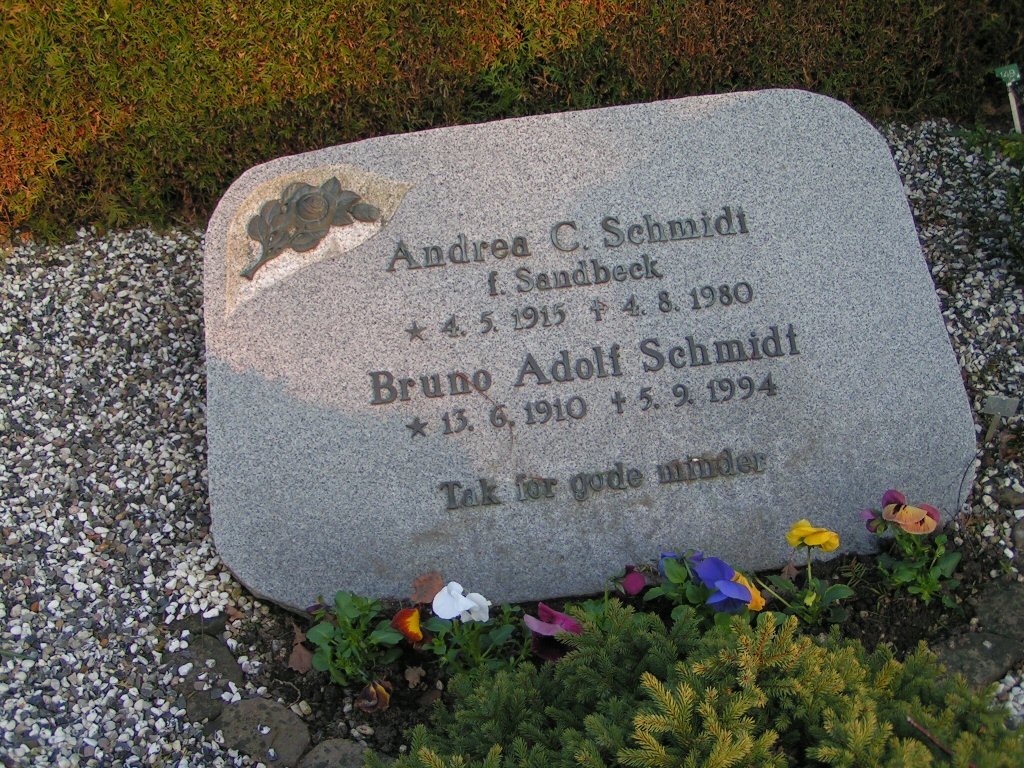 Andrea C. Schmidt
f. Sandbeck
★ 4. 5. 1915 † 4. 8. 1980
Bruno Adolf Schmidt
★ 13. 6. 1910 † 5. 9. 1994
Tak for gode minder